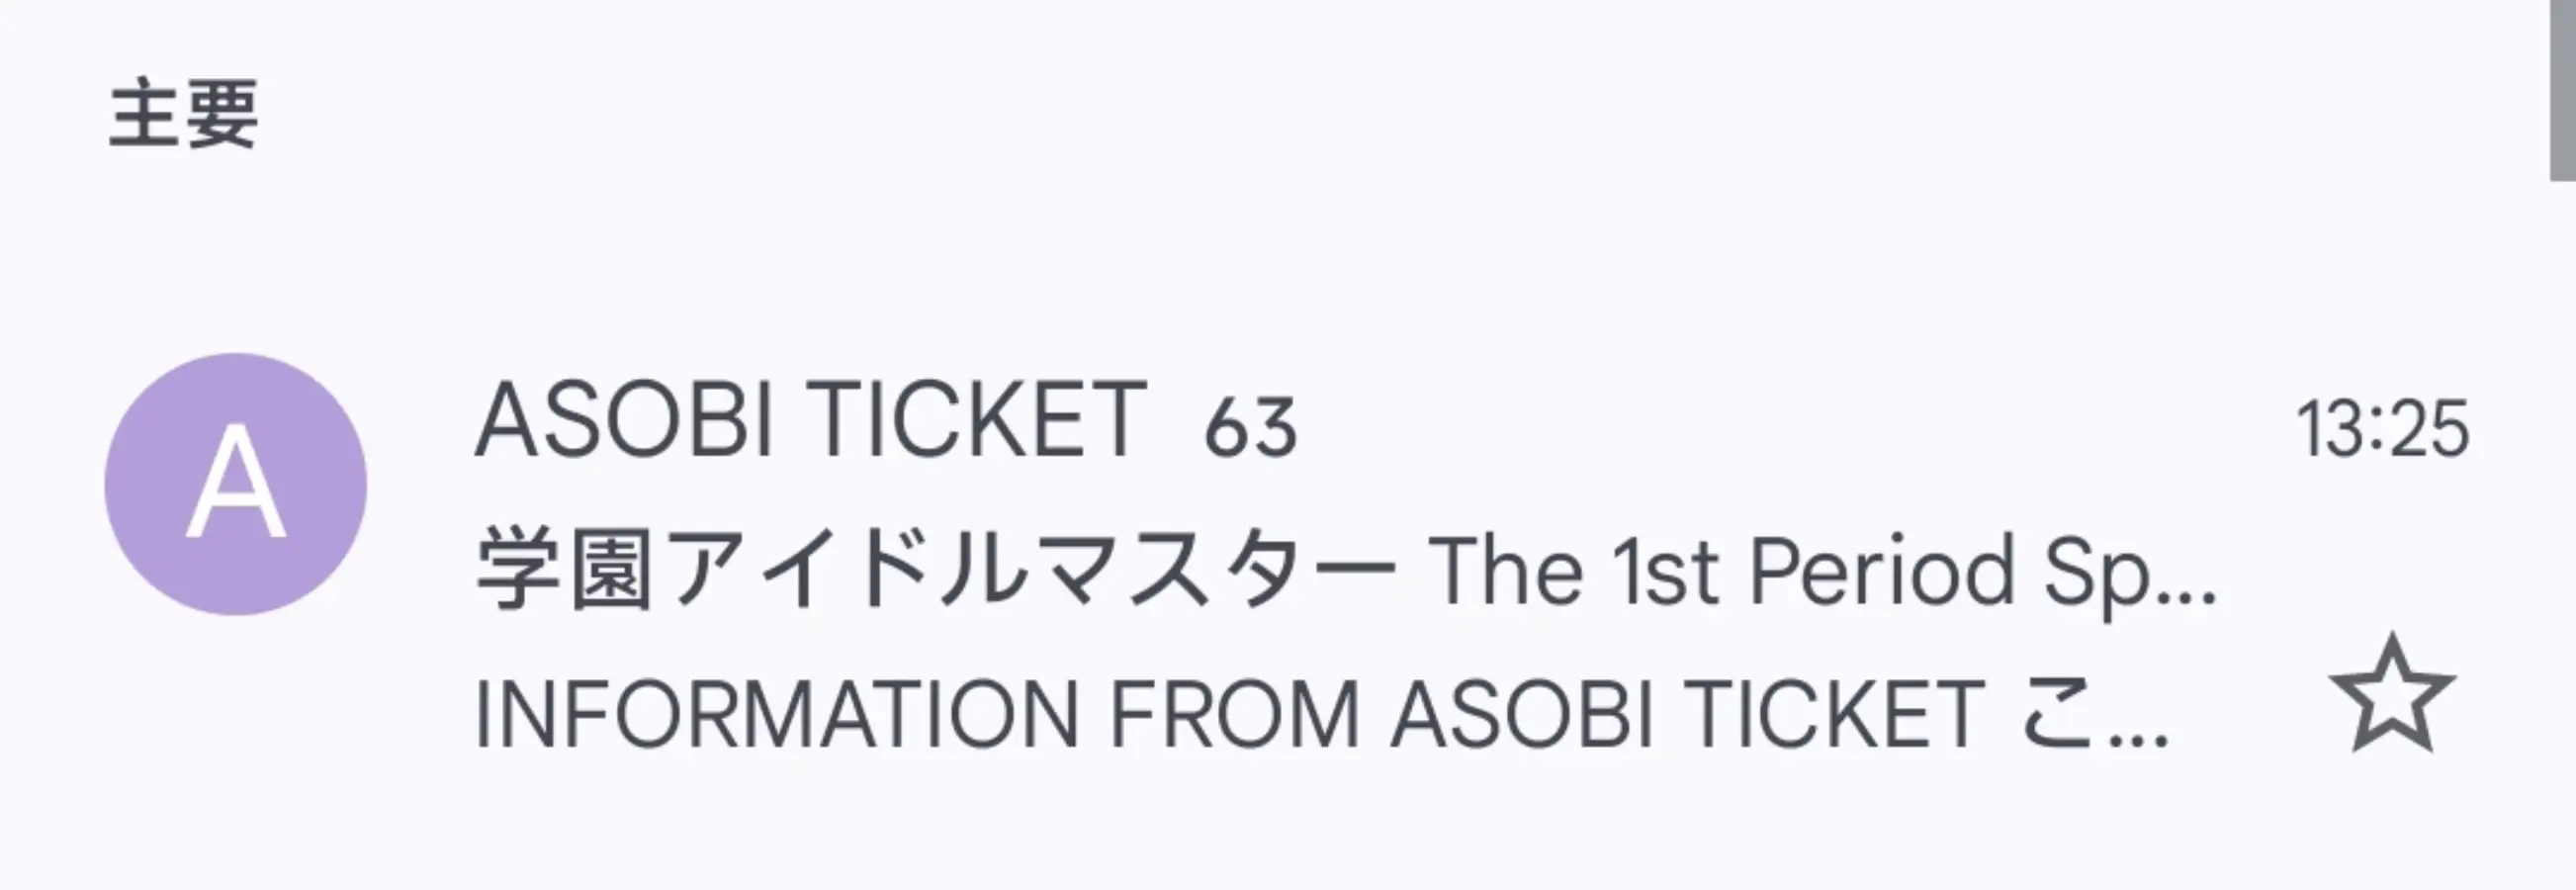 主要
A
ASOBI TICKET 63 13:25
学園アイドルマスター The 1st Period Sp...
INFORMATION FROM ASOBI TICKET こ...